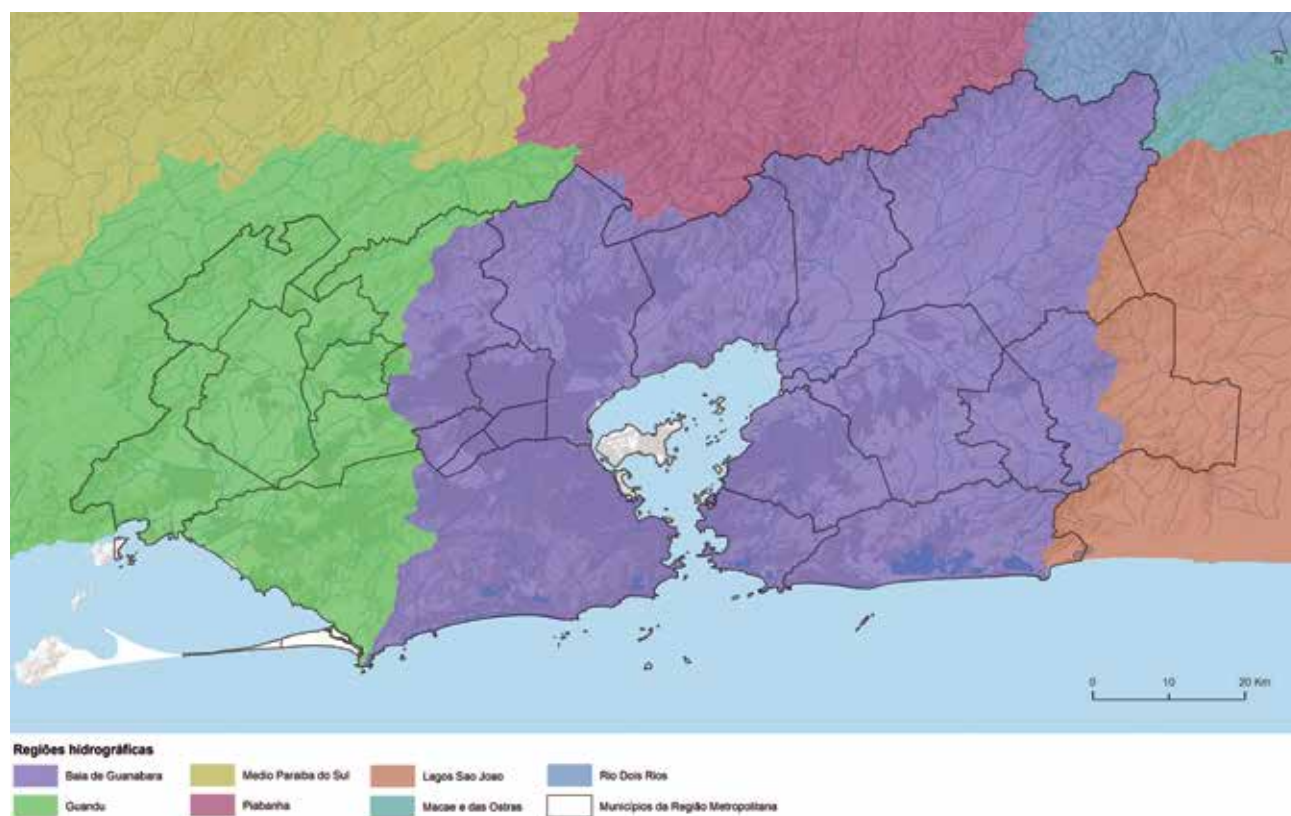 N
0 10 20 Km
Regiões hidrográficas
Baia de Guanabara Medio Paraiba do Sul Lagos Sao Joao Rio Dois Rios
Guandu Piabanha Macae e das Ostras Municípios da Região Metropolitana